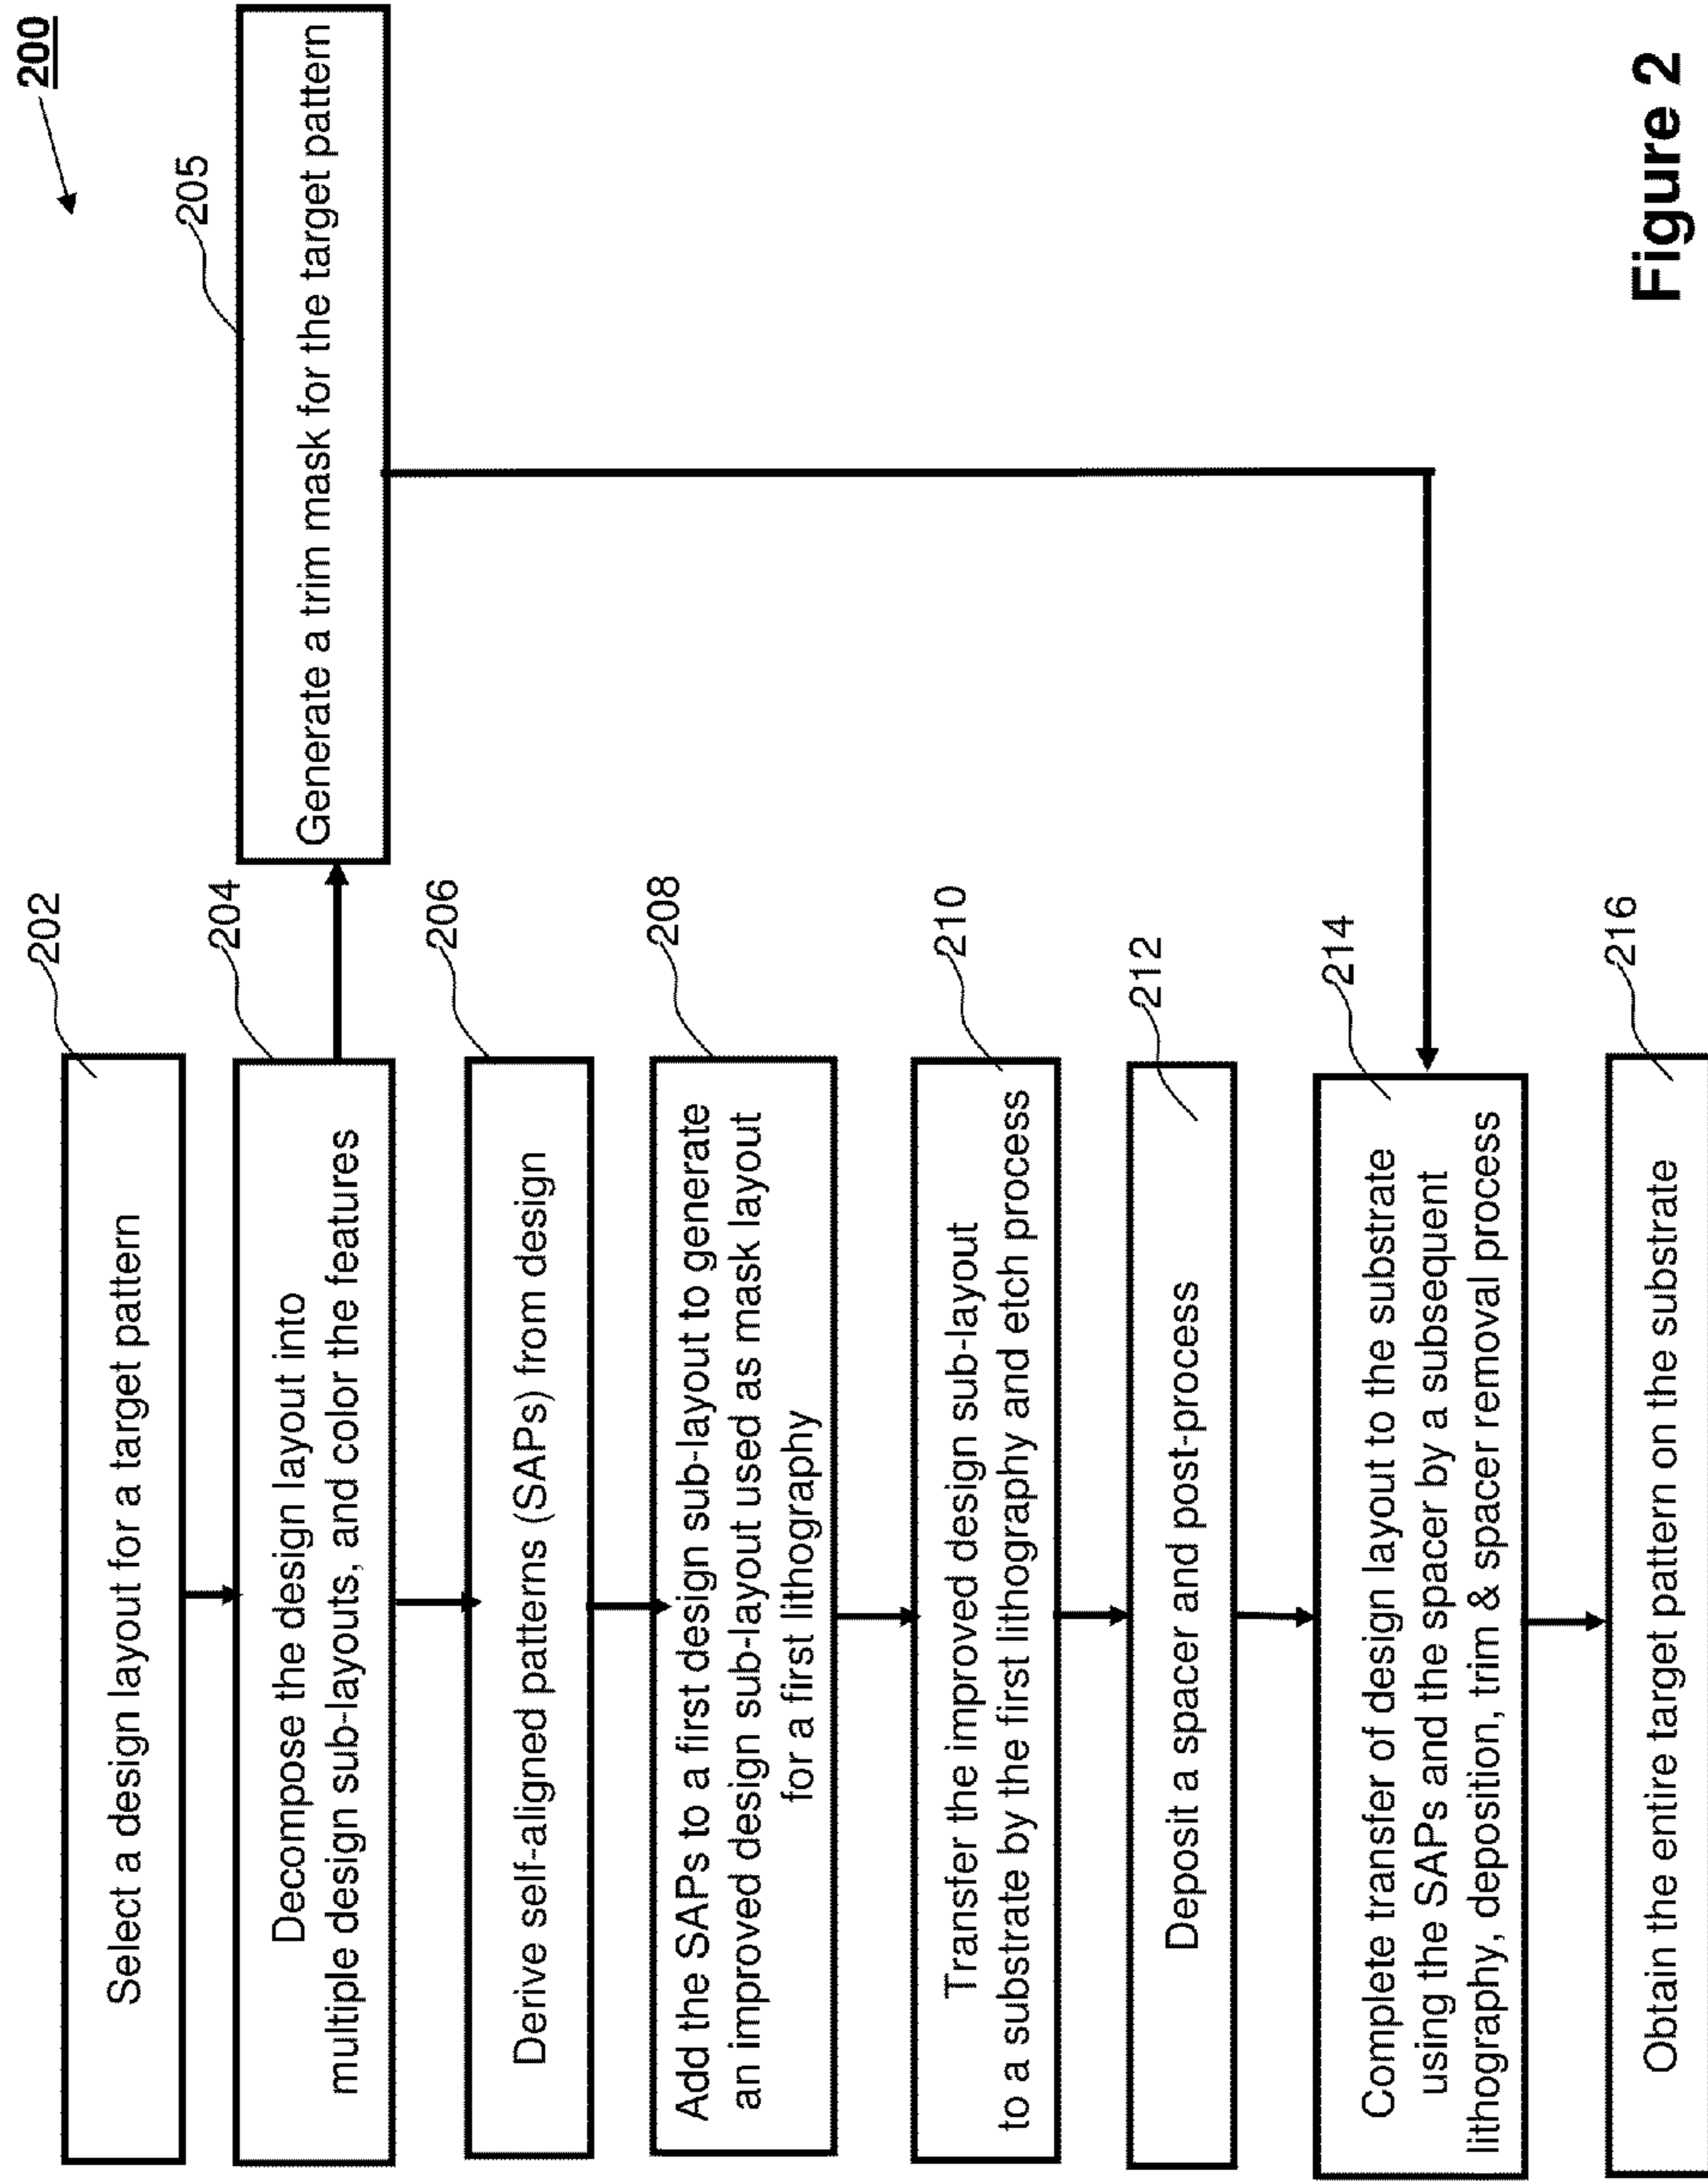 200
202
Select a design layout for a target pattern
204
Decompose the design layout into
multiple design sub-layouts, and color the features
205
Generate a trim mask for the target pattern
206
Derive self-aligned patterns (SAPs) from design
208
Add the SAPs to a first design sub-layout to generate
an improved design sub-layout used as mask layout
for a first lithography
210
Transfer the improved design sub-layout
to a substrate by the first lithography and etch process
212
Deposit a spacer and post-process
214
Complete transfer of design layout to the substrate
using the SAPs and the spacer by a subsequent
lithography, deposition, trim & spacer removal process
216
Obtain the entire target pattern on the substrate
Figure 2